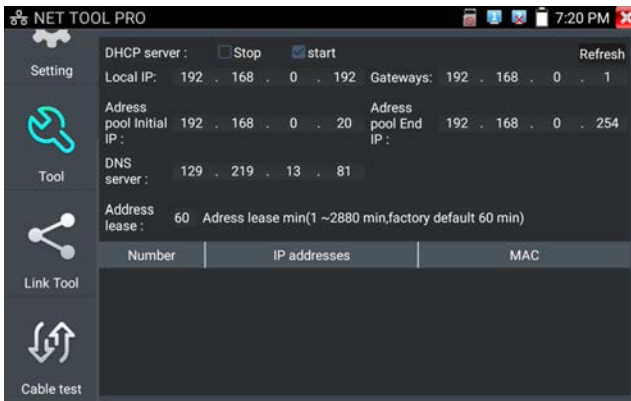 NET TOOL PRO 7:20 PM
Setting
Tool
Link Tool
Cable test
DHCP server : Stop start Refresh
Local IP: 192 . 168 . 0 . 192 Gateways: 192 . 168 . 0 . 1
Adress pool Initial IP : 192 . 168 . 0 . 20 Adress pool End IP : 192 . 168 . 0 . 254
DNS server : 129 . 219 . 13 . 81
Address lease : 60 Adress lease min(1 ~2880 min,factory default 60 min)
Number IP addresses MAC